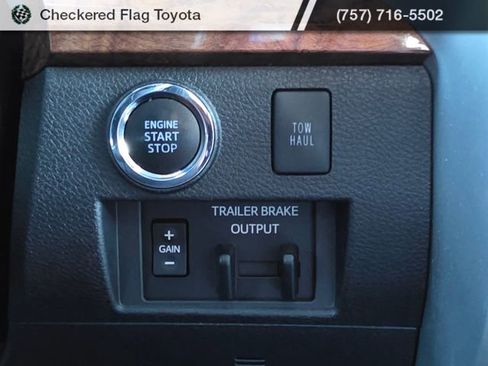 Checkered Flag Toyota
(757) 716-5502
ENGINE
START
STOP
TOW
HAUL
TRAILER BRAKE
OUTPUT
+
GAIN
-